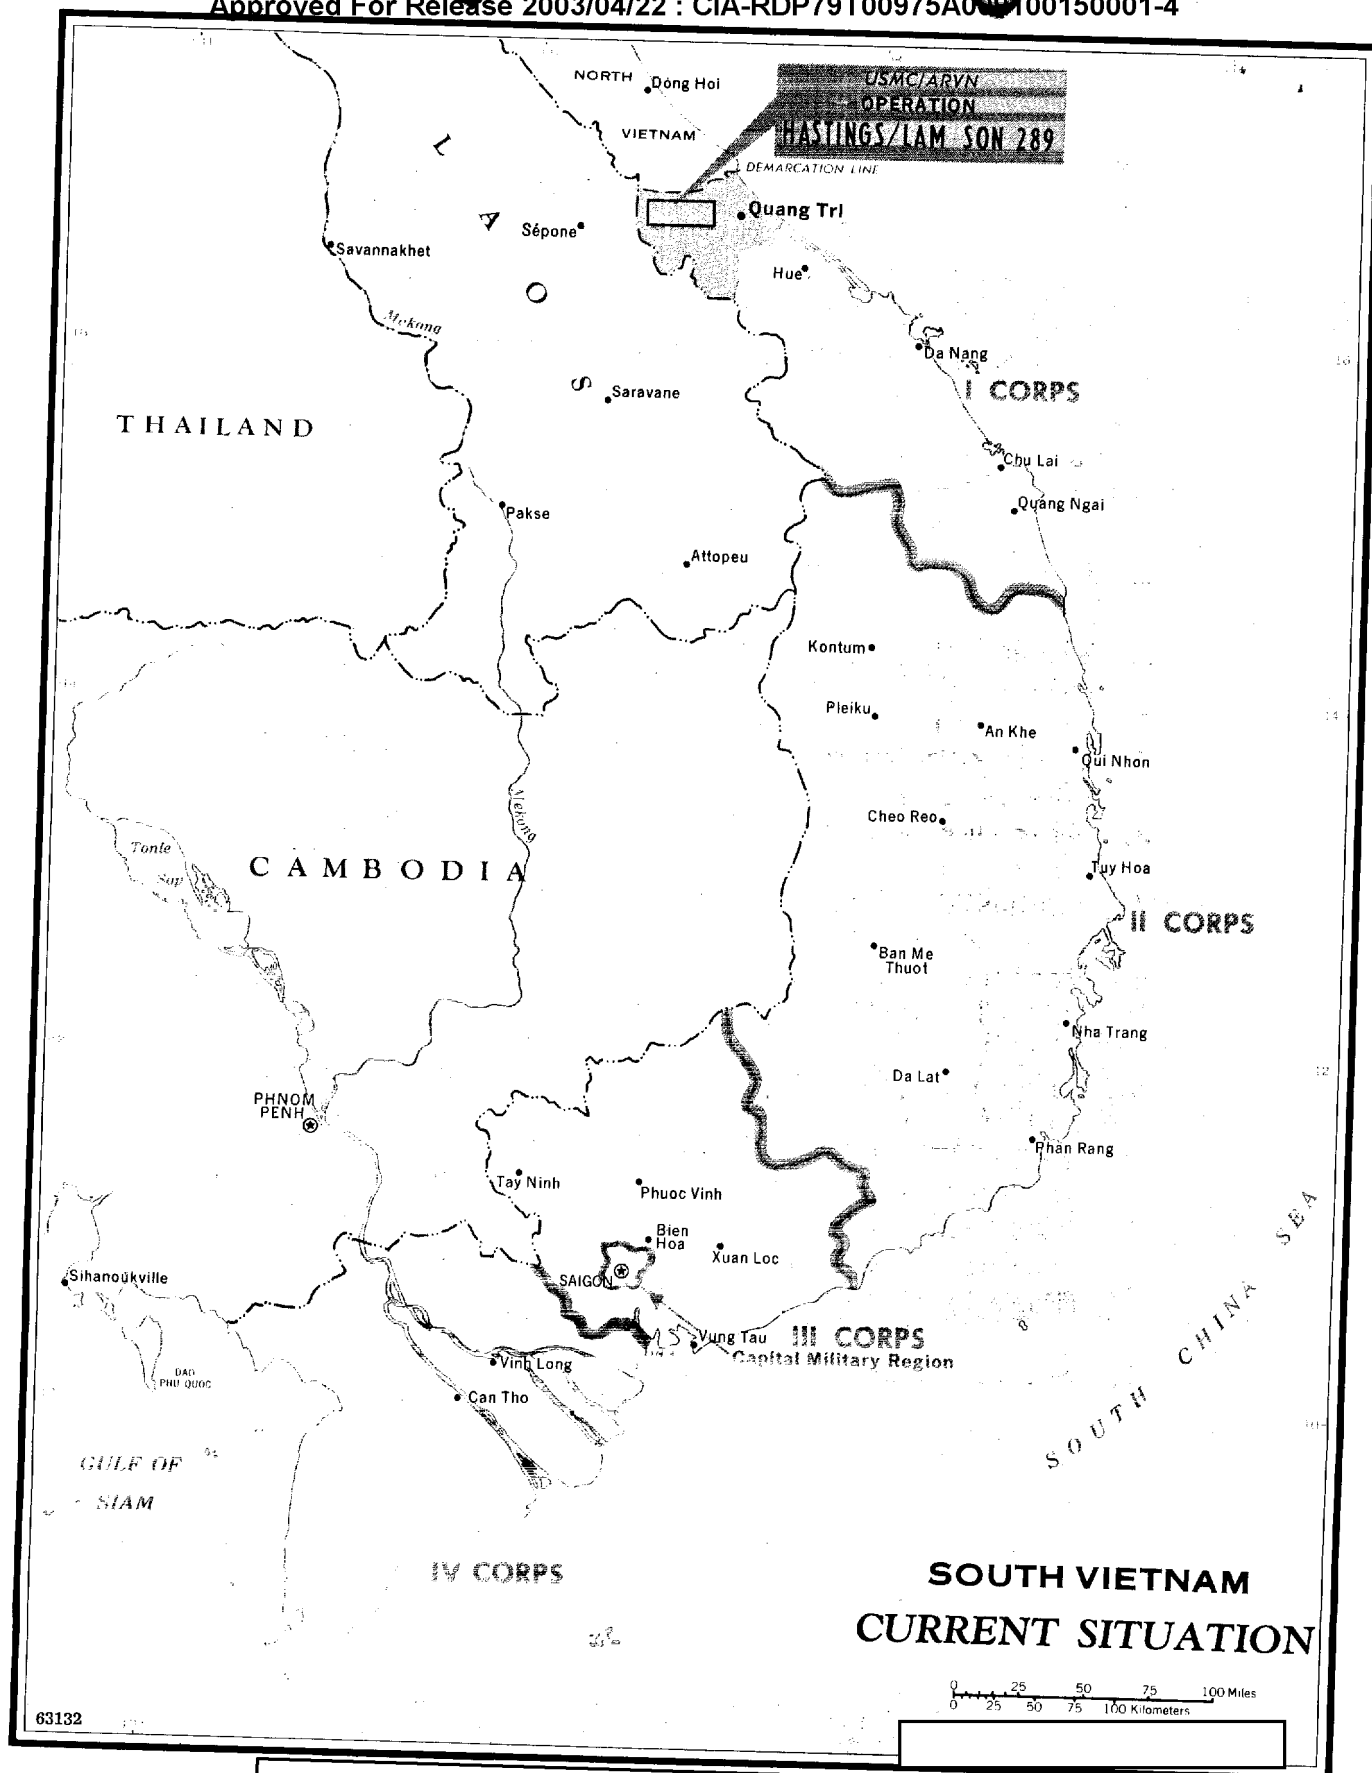 Approved For Release 2003/04/22 : CIA-RDP79T00975A000100150001-4
NORTH
VIETNAM
Dong Hoi
USMC/ARVN
OPERATION
HASTINGS/LAM SON 289
DEMARCATION LINE
LAOS
Quang Tri
Sépone
Savannakhet
Hue
Mekong
16
Da Nang
I CORPS
Saravane
THAILAND
Chu Lai
Pakse
Quang Ngai
Attopeu
Kontum
Pleiku
An Khe
14
Qui Nhon
Mekong
Cheo Reo
Tonle
Sap
CAMBODIA
Tuy Hoa
II CORPS
Ban Me
Thuot
Nha Trang
Da Lat
12
PHNOM
PENH
Phan Rang
Tay Ninh
Phuoc Vinh
Bien
Hoa
Xuan Loc
SAIGON
Sihanoukville
Vung Tau
III CORPS
Capital Military Region
Vinh Long
DAO
PHU QUOC
Can Tho
SOUTH CHINA SEA
GULF OF
SIAM
IV CORPS
SOUTH VIETNAM
CURRENT SITUATION
0 25 50 75 100 Miles
0 25 50 75 100 Kilometers
63132